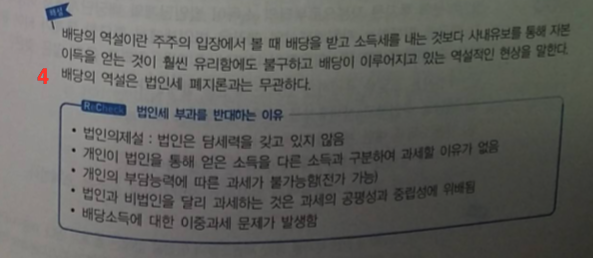 해설
배당의 역설이란 주주의 입장에서 볼 때 배당을 받고 소득세를 내는 것보다 사내유보를 통해 자본
이득을 얻는 것이 훨씬 유리함에도 불구하고 배당이 이루어지고 있는 역설적인 현상을 말한다.
4 배당의 역설은 법인세 폐지론과는 무관하다.
ReCheck 법인세 부과를 반대하는 이유
• 법인의제설 : 법인은 담세력을 갖고 있지 않음
• 개인이 법인을 통해 얻은 소득을 다른 소득과 구분하여 과세할 이유가 없음
• 개인의 부담능력에 따른 과세가 불가능함(전가 가능)
• 법인과 비법인을 달리 과세하는 것은 과세의 공평성과 중립성에 위배됨
• 배당소득에 대한 이중과세 문제가 발생함